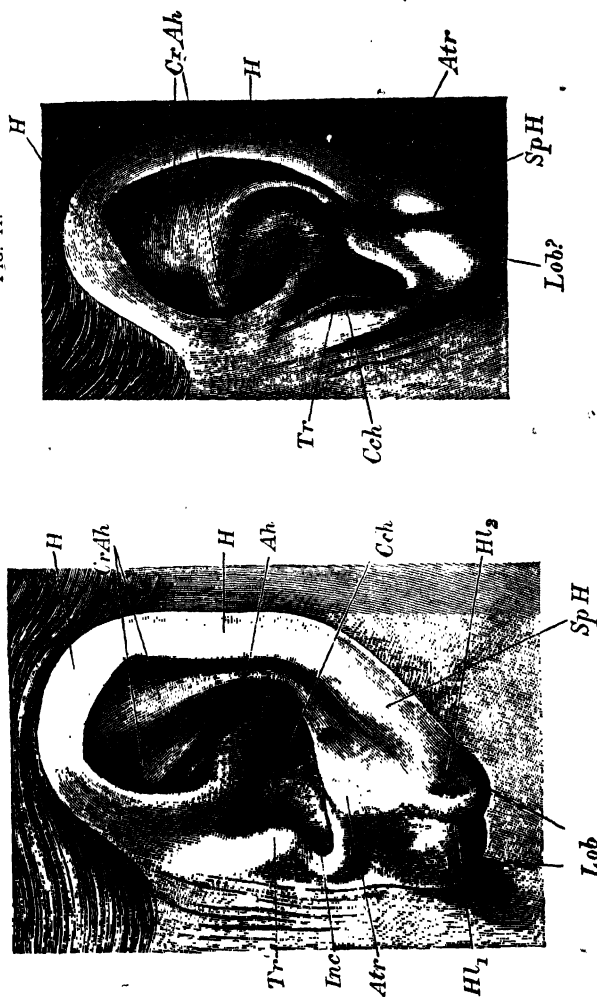 H
CrAh
H
Atr
SpH
Lob?
Tr
Cch
H
CrAh
H
Ah
Cch
Hl₂
SpH
Tr
Inc
Atr
Hl₁
Lob